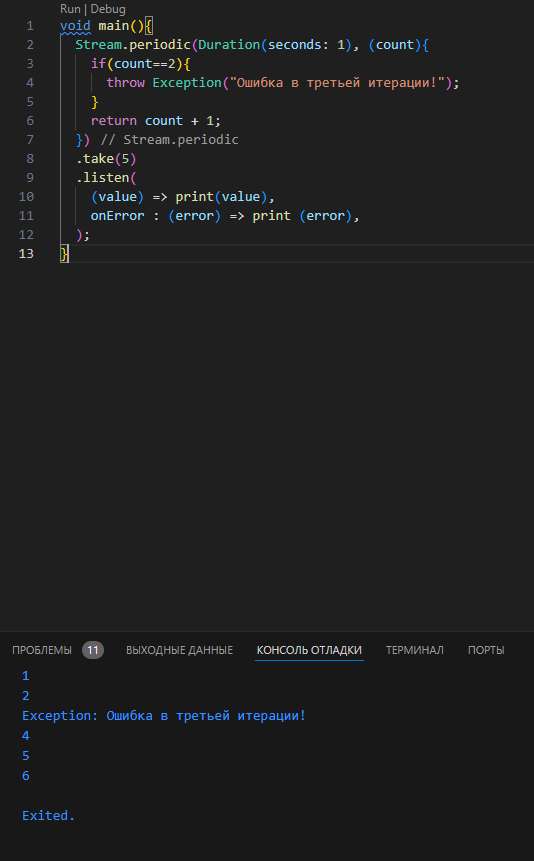 Run | Debug
1 void main(){
2 Stream.periodic(Duration(seconds: 1), (count){
3 if(count==2){
4 throw Exception("Ошибка в третьей итерации!");
5 }
6 return count + 1;
7 }) // Stream.periodic
8 .take(5)
9 .listen(
10 (value) => print(value),
11 onError : (error) => print (error),
12 );
13 }
ПРОБЛЕМЫ 11 ВЫХОДНЫЕ ДАННЫЕ КОНСОЛЬ ОТЛАДКИ ТЕРМИНАЛ ПОРТЫ
1
2
Exception: Ошибка в третьей итерации!
4
5
6
Exited.